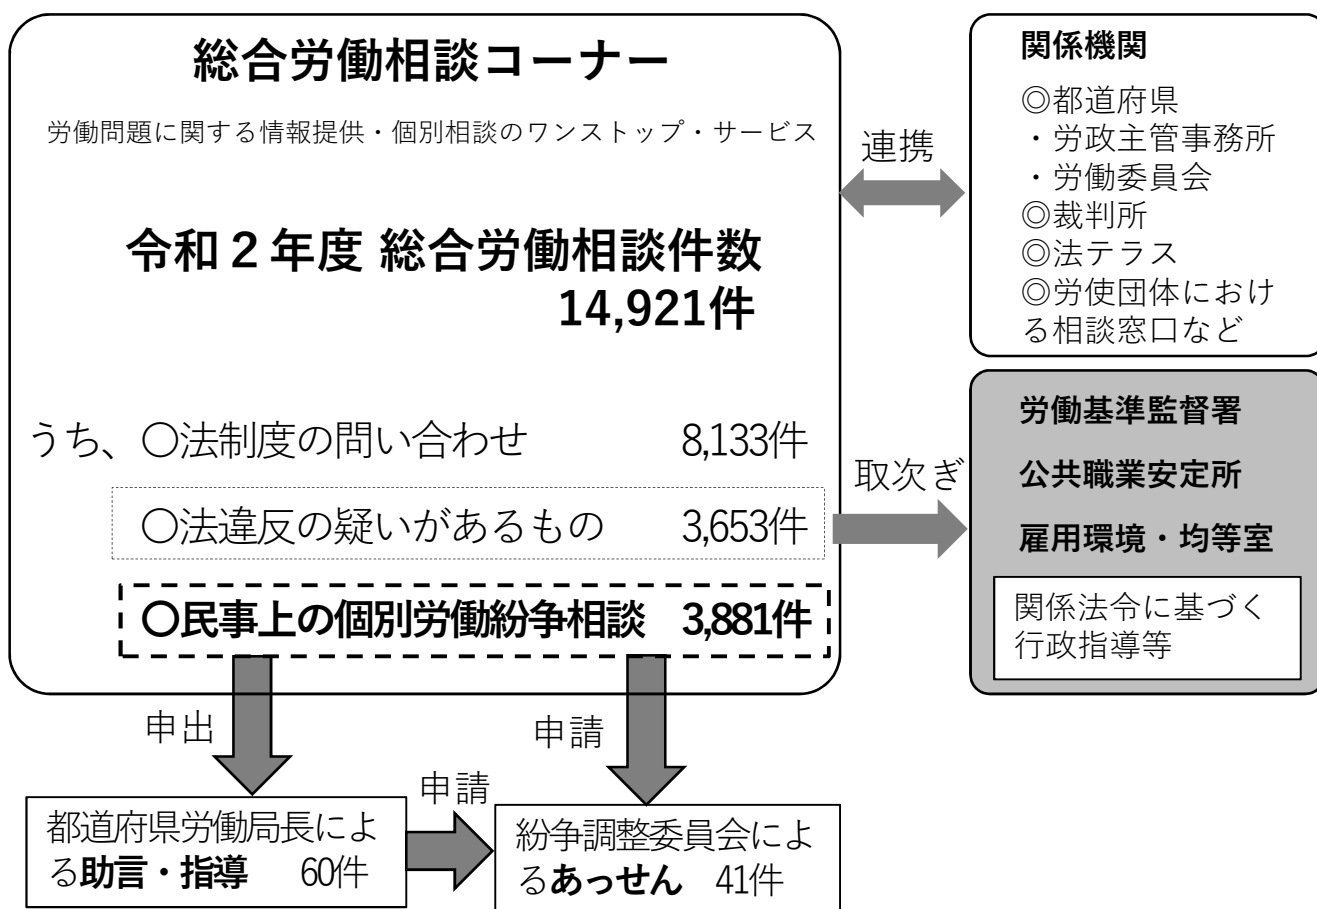 総合労働相談コーナー
労働問題に関する情報提供・個別相談のワンストップ・サービス
令和２年度 総合労働相談件数
14,921件
うち、〇法制度の問い合わせ 8,133件
〇法違反の疑いがあるもの 3,653件
〇民事上の個別労働紛争相談 3,881件
連携
関係機関
◎都道府県
・労政主管事務所
・労働委員会
◎裁判所
◎法テラス
◎労使団体におけ
る相談窓口など
取次ぎ
労働基準監督署
公共職業安定所
雇用環境・均等室
関係法令に基づく
行政指導等
申出
申請
都道府県労働局長によ
る助言・指導 60件
申請
紛争調整委員会によ
るあっせん 41件